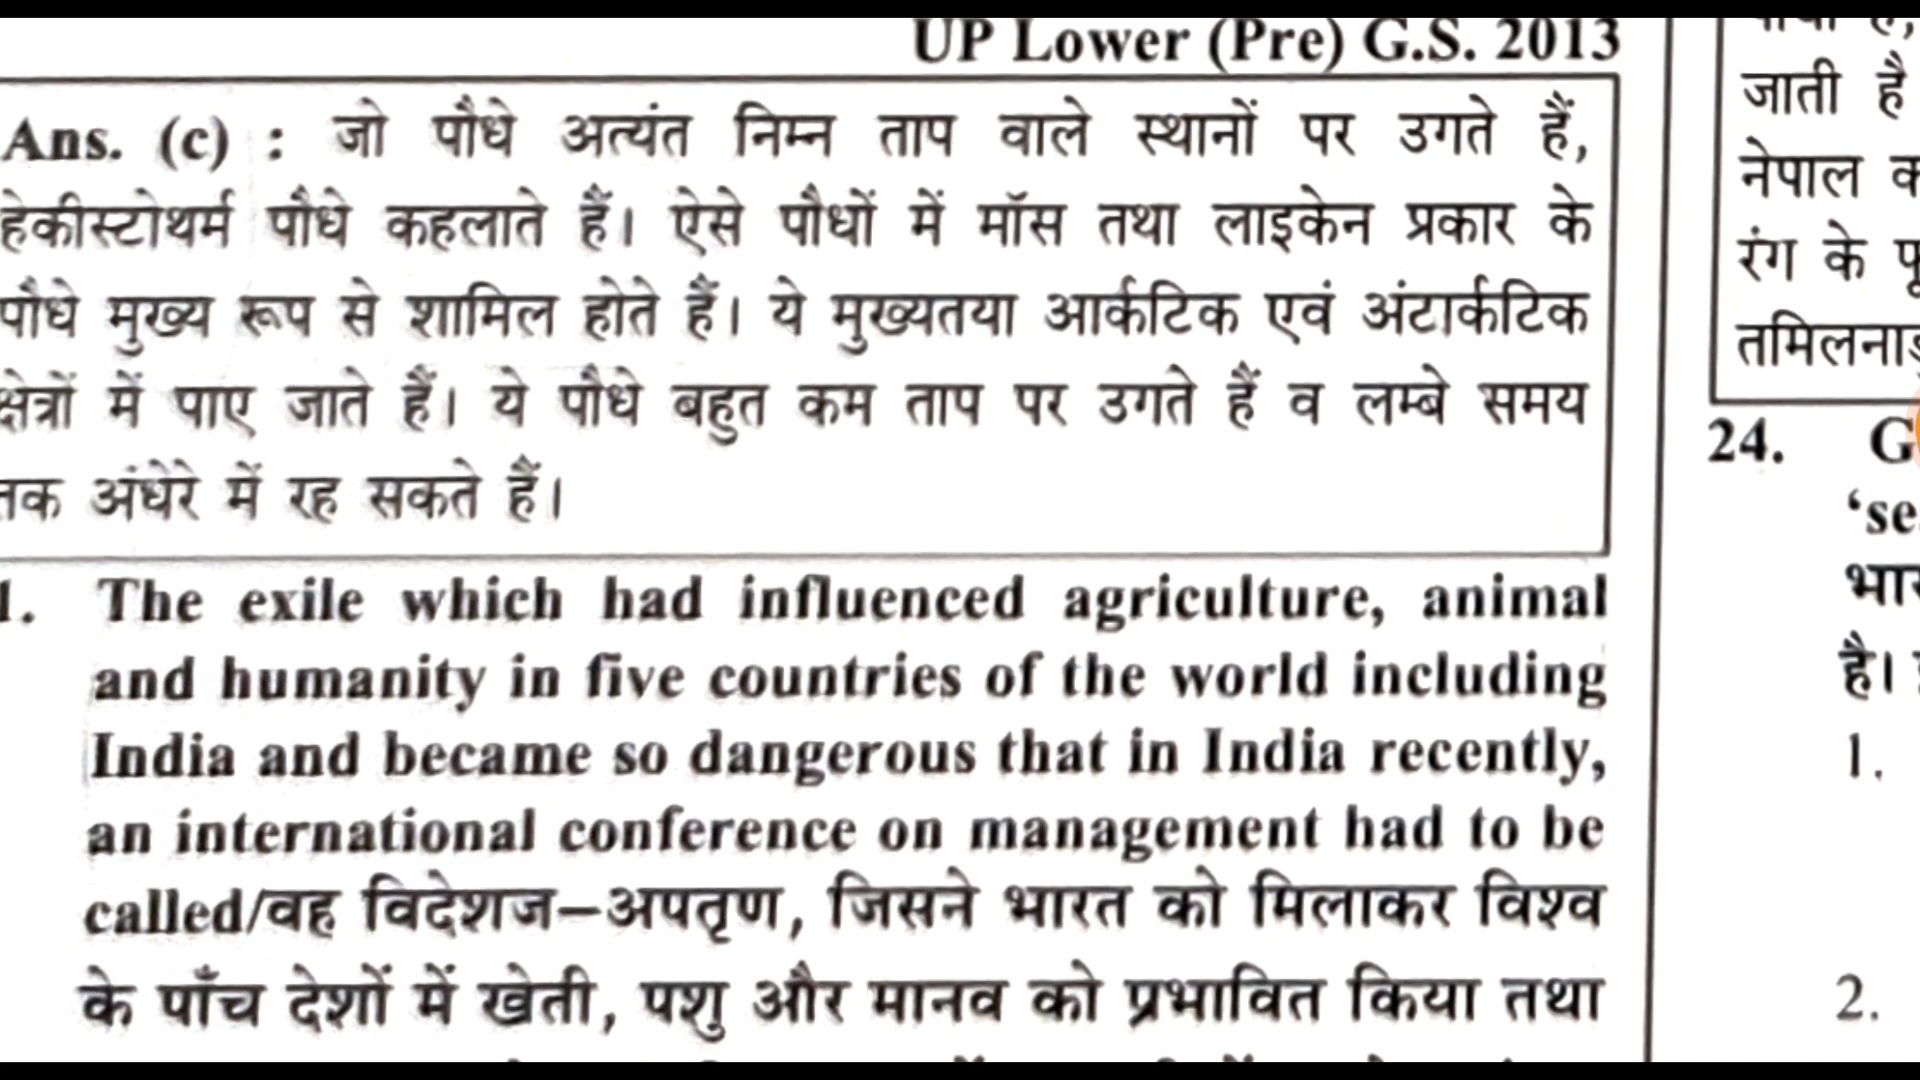 UP Lower (Pre) G.S. 2013
Ans. (c) : जो पौधे अत्यंत निम्न ताप वाले स्थानों पर उगते हैं,
हेकीस्टोथर्म पौधे कहलाते हैं। ऐसे पौधों में मॉस तथा लाइकेन प्रकार के
पौधे मुख्य रूप से शामिल होते हैं। ये मुख्यतया आर्कटिक एवं अंटार्कटिक
क्षेत्रों में पाए जाते हैं। ये पौधे बहुत कम ताप पर उगते हैं व लम्बे समय
तक अंधेरे में रह सकते हैं।
1. The exile which had influenced agriculture, animal
and humanity in five countries of the world including
India and became so dangerous that in India recently,
an international conference on management had to be
called/वह विदेशज–अपतृण, जिसने भारत को मिलाकर विश्व
के पाँच देशों में खेती, पशु और मानव को प्रभावित किया तथा
जाती है
नेपाल
रंग के
24.
है।
1.
2.